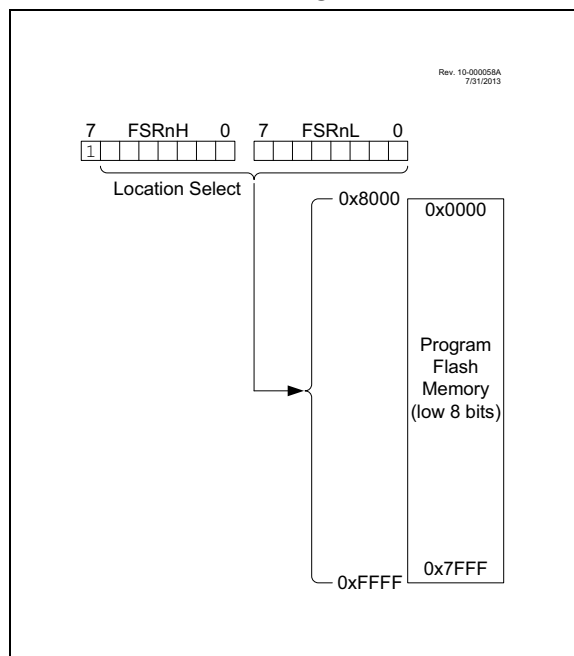 Rev. 10-000058A
7/31/2013
7 FSRnH 0 7 FSRnL 0
1
Location Select
0x8000
0x0000
Program
Flash
Memory
(low 8 bits)
0x7FFF
0xFFFF